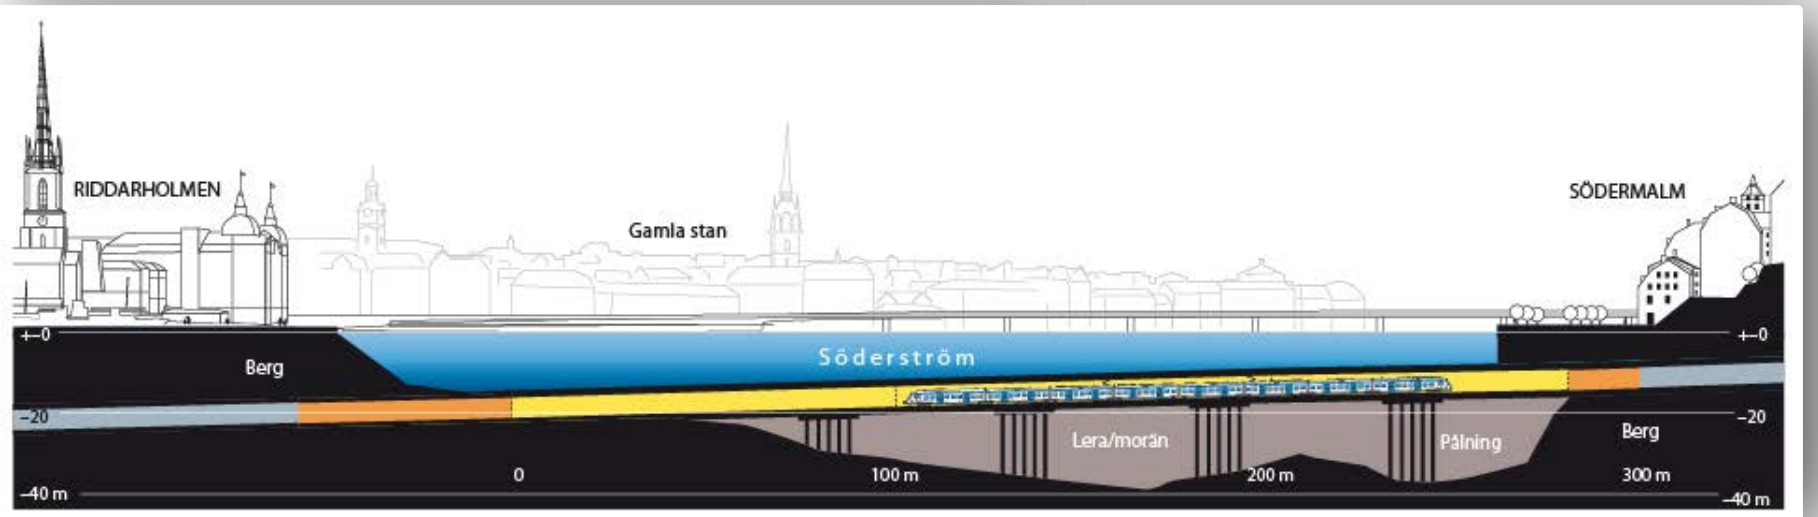 RIDDARHOLMEN
Gamla stan
SÖDERMALM
+–0
+–0
Söderström
Berg
–20
–20
Lera/morän
Pålning
Berg
0
100 m
200 m
300 m
–40 m
–40 m